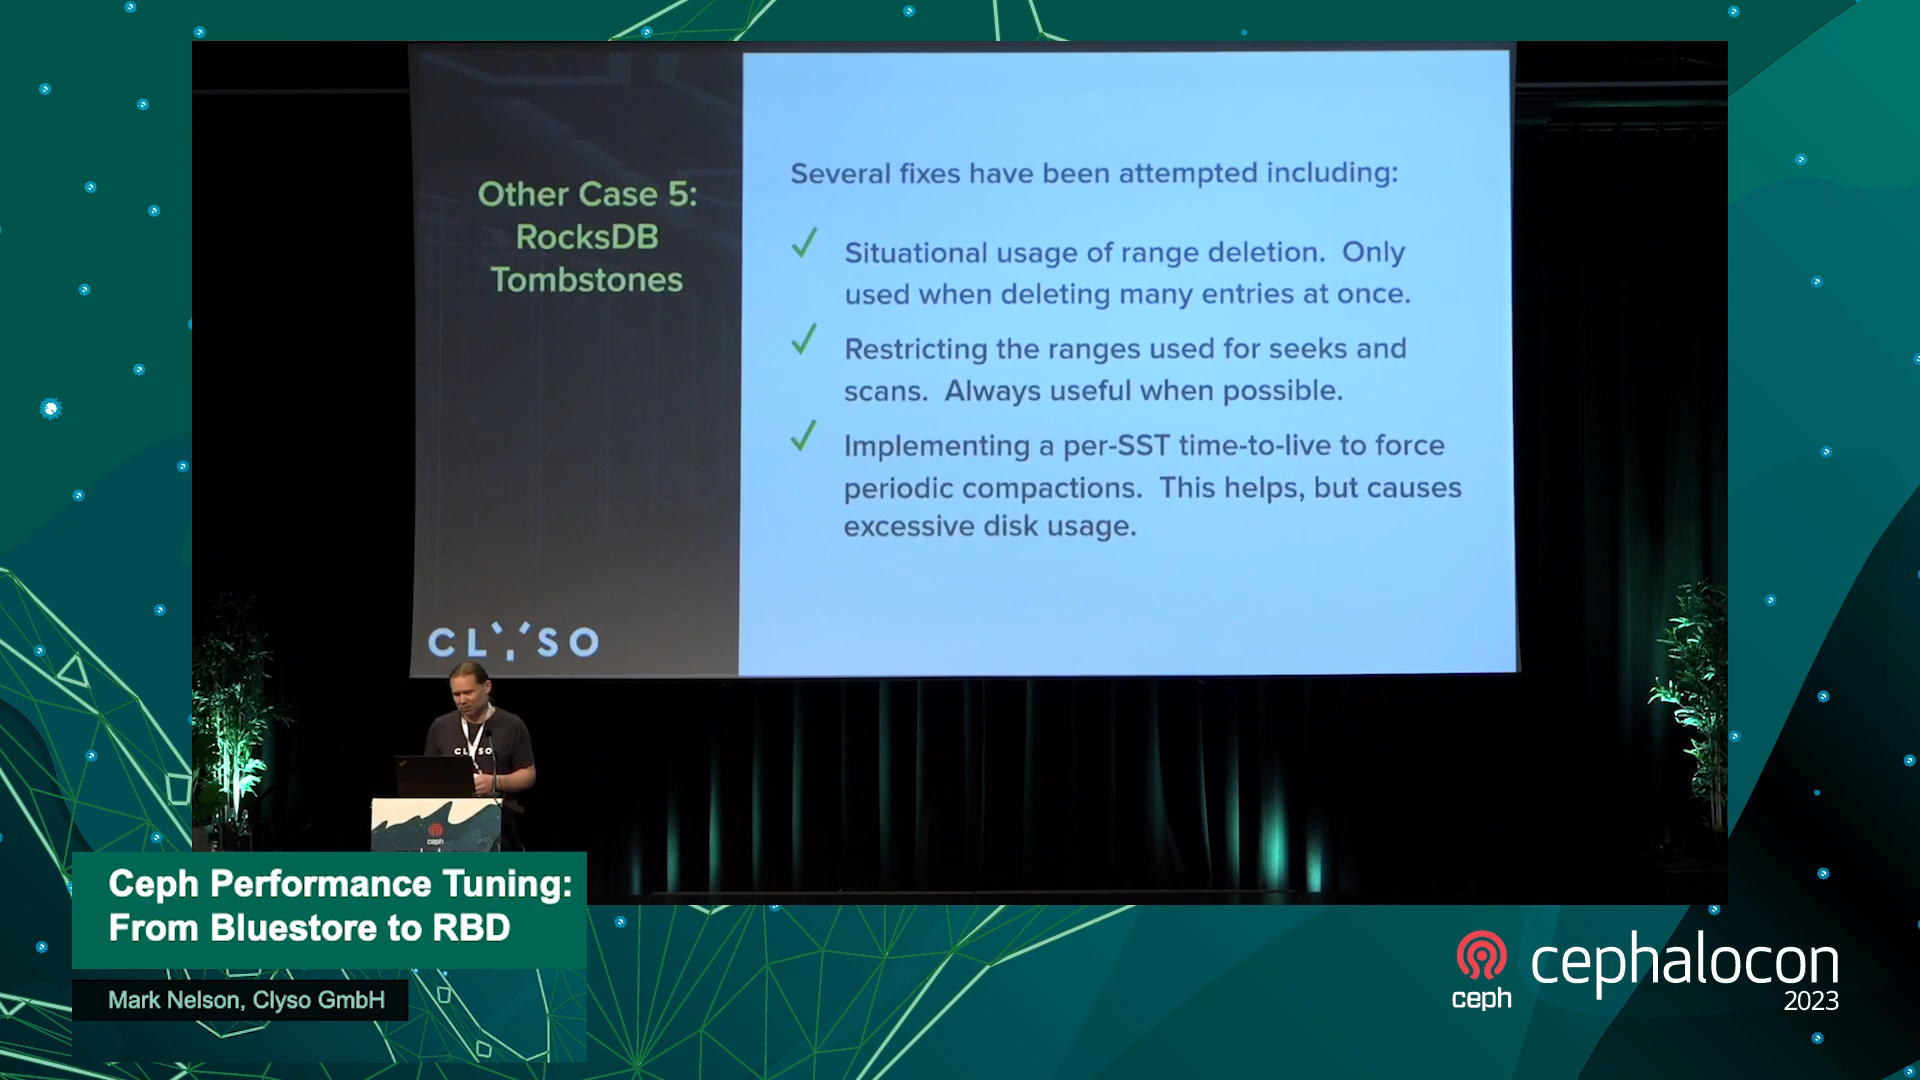 Other Case 5:
RocksDB
Tombstones
Several fixes have been attempted including:
✓ Situational usage of range deletion. Only
used when deleting many entries at once.
✓ Restricting the ranges used for seeks and
scans. Always useful when possible.
✓ Implementing a per-SST time-to-live to force
periodic compactions. This helps, but causes
excessive disk usage.
CLYSO
CLYSO
ceph
Ceph Performance Tuning:
From Bluestore to RBD
Mark Nelson, Clyso GmbH
ceph
cephalocon
2023